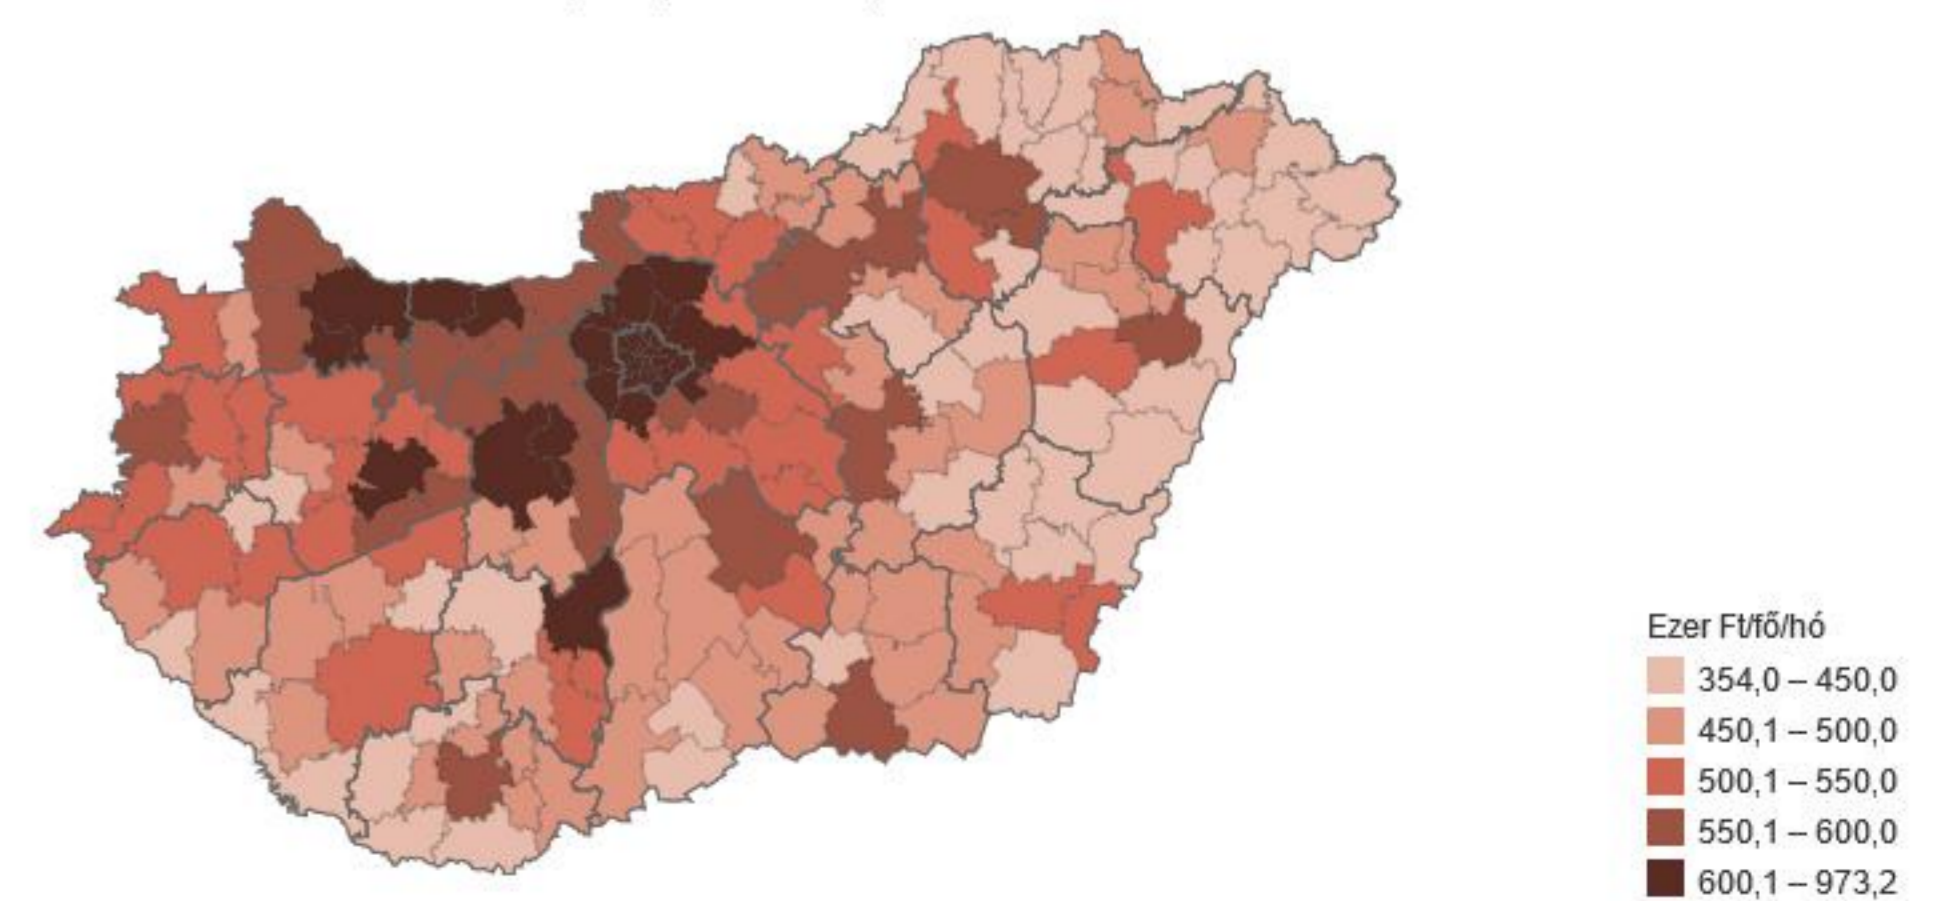 Ezer Ft/fő/hó
354,0 – 450,0
450,1 – 500,0
500,1 – 550,0
550,1 – 600,0
600,1 – 973,2